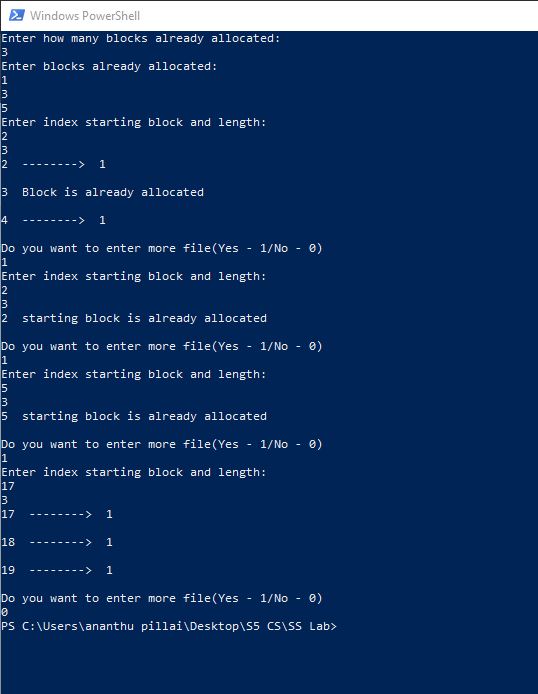 Windows PowerShell
Enter how many blocks already allocated:
3
Enter blocks already allocated:
1
3
5
Enter index starting block and length:
2
3
2  -------->  1
3  Block is already allocated
4  -------->  1
Do you want to enter more file(Yes - 1/No - 0)
1
Enter index starting block and length:
2
3
2  starting block is already allocated
Do you want to enter more file(Yes - 1/No - 0)
1
Enter index starting block and length:
5
3
5  starting block is already allocated
Do you want to enter more file(Yes - 1/No - 0)
1
Enter index starting block and length:
17
3
17  -------->  1
18  -------->  1
19  -------->  1
Do you want to enter more file(Yes - 1/No - 0)
0
PS C:\Users\ananthu pillai\Desktop\S5 CS\SS Lab>